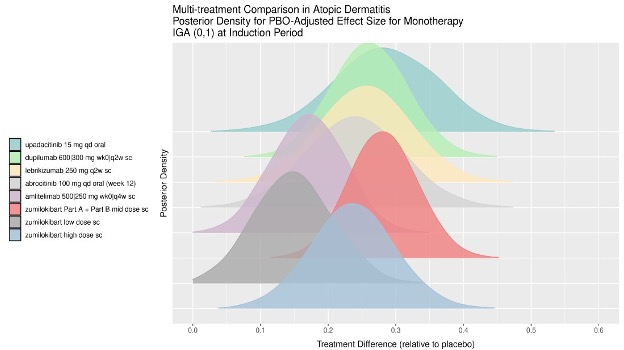 Multi-treatment Comparison in Atopic Dermatitis
Posterior Density for PBO-Adjusted Effect Size for Monotherapy
IGA (0,1) at Induction Period
upadacitinib 15 mg qd oral
dupilumab 600|300 mg wk0|q2w sc
lebrikizumab 250 mg q2w sc
abrocitinib 100 mg qd oral (week 12)
amlitelimab 500|250 mg wk0|q4w sc
zumilokibart Part A + Part B mid dose sc
zumilokibart low dose sc
zumilokibart high dose sc
Posterior Density
0.0 0.1 0.2 0.3 0.4 0.5 0.6
Treatment Difference (relative to placebo)